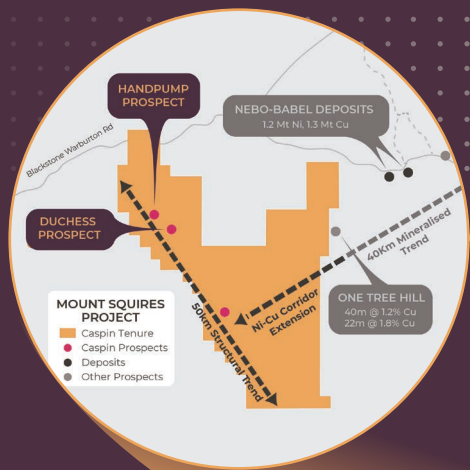 HANDPUMP
PROSPECT
NEBO-BABEL DEPOSITS
1.2 Mt Ni, 1.3 Mt Cu
Blackstone Warburton Rd
DUCHESS
PROSPECT
40Km Mineralised
Trend
ONE TREE HILL
40m @ 1.2% Cu
22m @ 1.8% Cu
Ni-Cu Corridor
Extension
50km Structural Trend
MOUNT SQUIRES
PROJECT
Caspin Tenure
Caspin Prospects
Deposits
Other Prospects